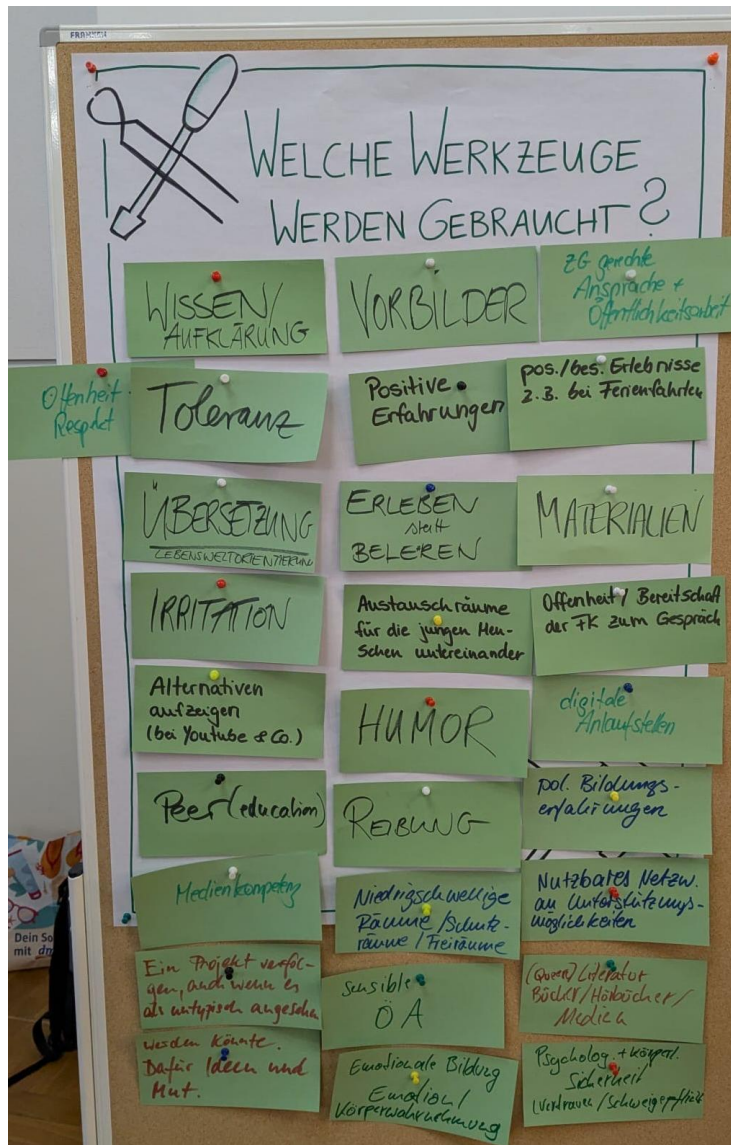 FRANKEN
WELCHE WERKZEUGE
WERDEN GEBRAUCHT?
WISSEN/
AUFKLÄRUNG
VORBILDER
ZG gerechte
Ansprache +
Öffentlichkeitsarbeit
Offenheit
Respekt
Toleranz
Positive
Erfahrungen
pos./bes. Erlebnisse
z.B. bei Ferienfahrten
ÜBERSETZUNG
LEBENSWELTORIENTIERUNG
ERLEBEN
statt
BELEREN
MATERIALIEN
IRRITATION
Austauschräume
für die jungen Men-
schen untereinander
Offenheit / Bereitschaft
der FK zum Gespräch
Alternativen
aufzeigen
(bei Youtube & Co.)
HUMOR
digitale
Anlaufstellen
Peer (education)
REIBUNG
pol. Bildungs-
erfahrungen
Medienkompetenz
Niedrigschwellige
Räume / Schutz-
räume / Freiräume
Nutzbares Netzw.
an Unterstützungs-
möglichkeiten
Ein Projekt verfol-
gen, auch wenn es
als untypisch angesehen
werden könnte.
Dafür Ideen und
Mut.
Sensible
ÖA
(Queere) Literatur
Bücher / Hörbücher /
Medien
Emotionale Bildung
Emotion /
Körperwahrnehmung
Psycholog. + körperl.
Sicherheit
(Vertrauen / Schweigepflicht)
Dein So
mit dm